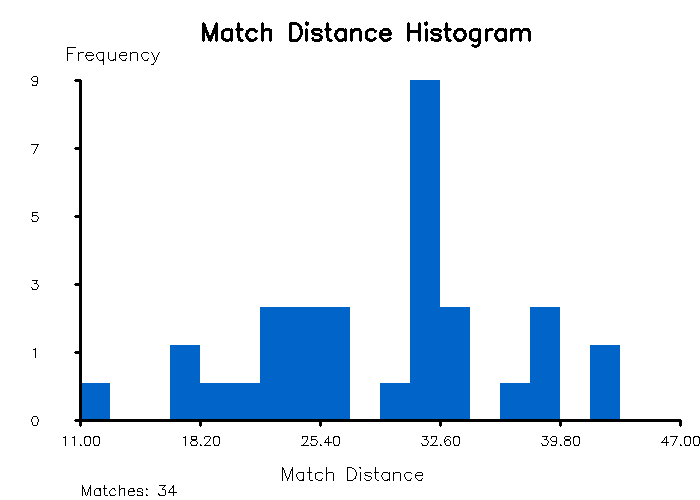 Match Distance Histogram
Frequency
9
7
5
3
1
0
11.00 18.20 25.40 32.60 39.80 47.00
Match Distance
Matches: 34